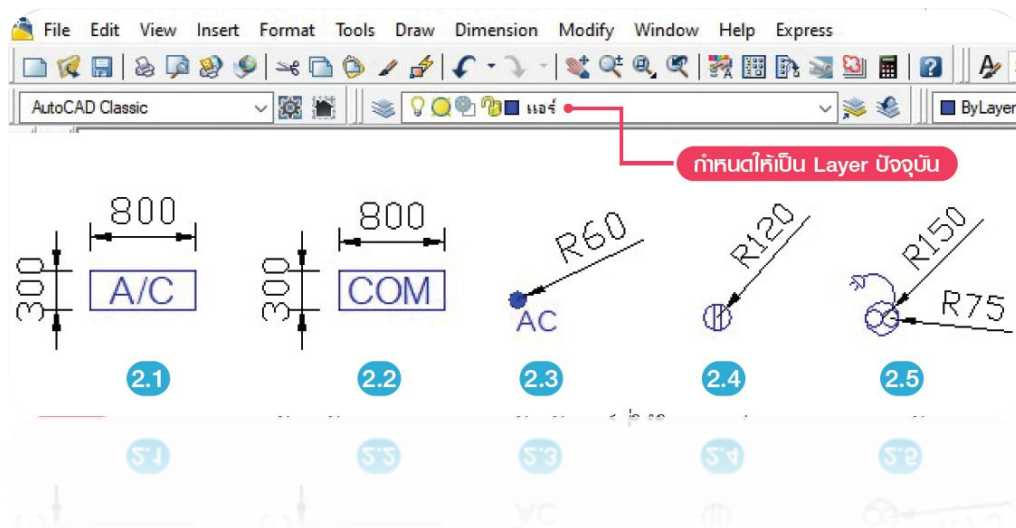 File Edit View Insert Format Tools Draw Dimension Modify Window Help Express
AutoCAD Classic
แอร์
ByLayer
กำหนดให้เป็น Layer ปัจจุบัน
800
300
A/C
800
300
COM
R60
AC
R120
R150
R75
2.1
2.2
2.3
2.4
2.5